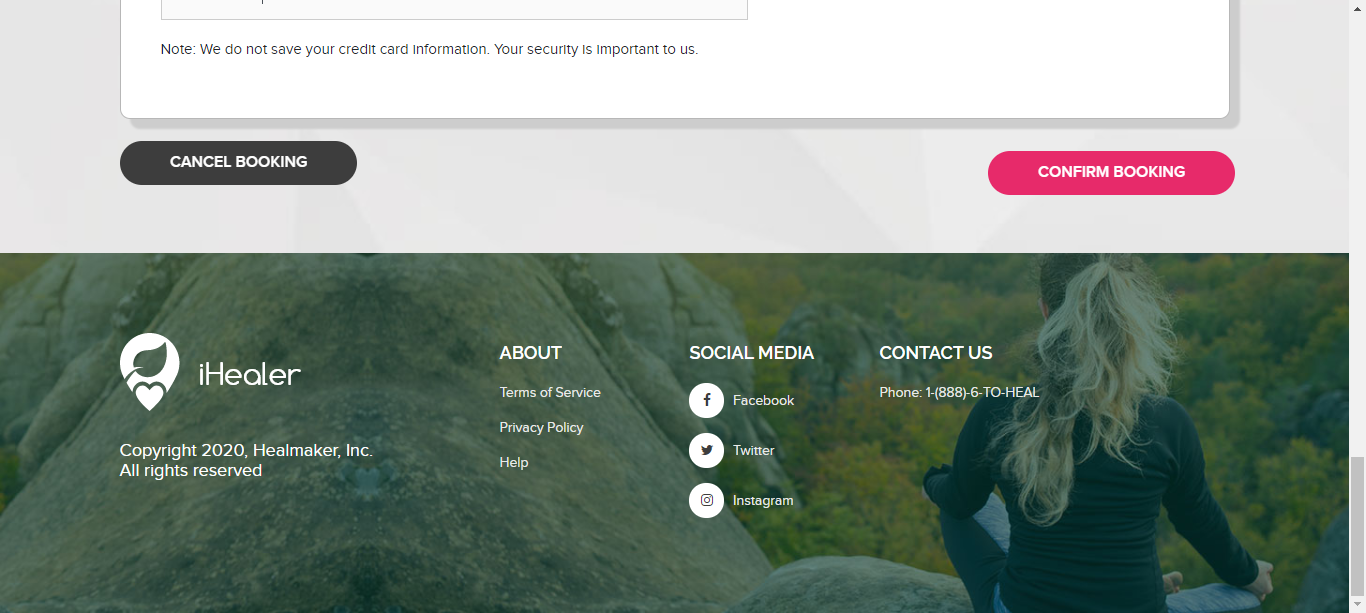 Note: We do not save your credit card information. Your security is important to us.
CANCEL BOOKING
CONFIRM BOOKING
iHealer
Copyright 2020, Healmaker, Inc.
All rights reserved
ABOUT
Terms of Service
Privacy Policy
Help
SOCIAL MEDIA
Facebook
Twitter
Instagram
CONTACT US
Phone: 1-(888)-6-TO-HEAL